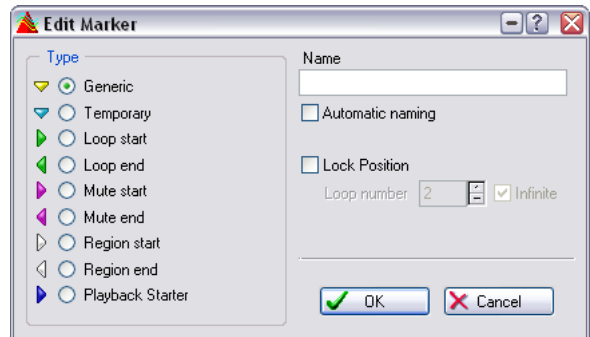 Edit Marker
Type
Generic
Temporary
Loop start
Loop end
Mute start
Mute end
Region start
Region end
Playback Starter
Name
Automatic naming
Lock Position
Loop number 2 Infinite
OK Cancel